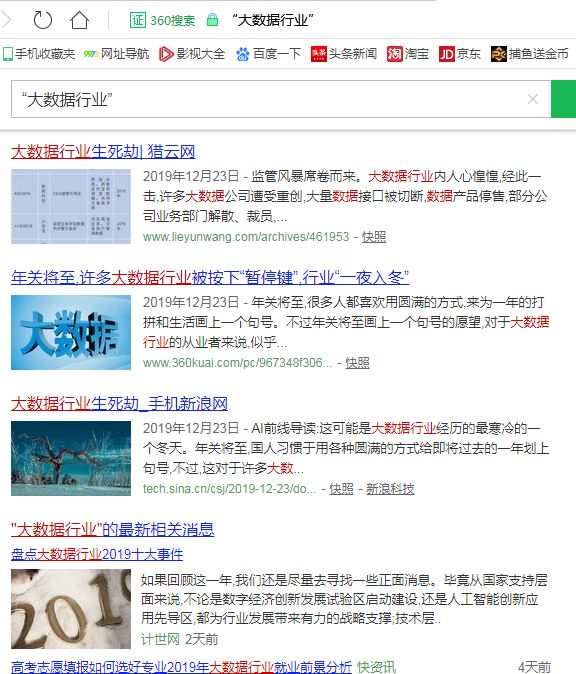 证 360搜索 “大数据行业”
手机收藏夹 网址导航 影视大全 百度一下 头条新闻 淘宝 京东 捕鱼送金币
“大数据行业”
大数据行业生死劫| 猎云网
2019年12月23日 - 监管风暴席卷而来。大数据行业内人心惶惶,经此一
击,许多大数据公司遭受重创,大量数据接口被切断,数据产品停售,部分公
司业务部门解散、裁员,...
www.lieyunwang.com/archives/461953 - 快照
年关将至,许多大数据行业被按下“暂停键”,行业“一夜入冬”
2019年12月23日 - 年关将至,很多人都喜欢用圆满的方式,来为一年的打
拼和生活画上一个句号。不过年关将至画上一个句号的愿望,对于大数据
行业的从业者来说,似乎...
大数据
www.360kuai.com/pc/967348f306... - 快照
大数据行业生死劫_手机新浪网
2019年12月23日 - AI前线导读:这可能是大数据行业经历的最寒冷的一
个冬天。年关将至,国人习惯于用各种圆满的方式给即将过去的一年划上
句号,不过,这对于许多大数...
tech.sina.cn/csj/2019-12-23/do... - 快照 - 新浪科技
"大数据行业"的最新相关消息
盘点大数据行业2019十大事件
如果回顾这一年,我们还是尽量去寻找一些正面消息。毕竟从国家支持层
面来说,不论是数字经济创新发展试验区启动建设,还是人工智能创新应
用先导区,都为行业发展带来有力的战略支撑;技术层..
2019
计世网 2天前
高考志愿填报如何选好专业2019年大数据行业就业前景分析 快资讯 4天前